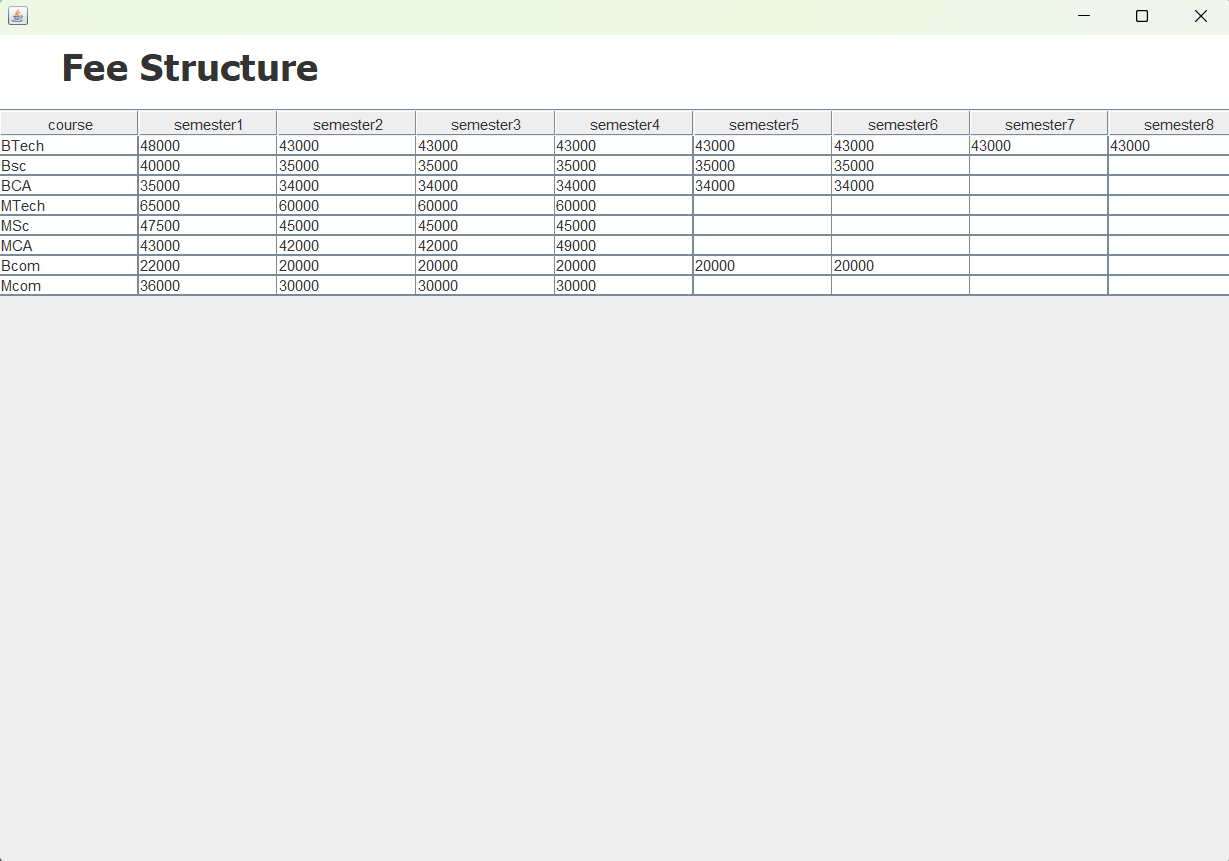 Fee Structure
course semester1 semester2 semester3 semester4 semester5 semester6 semester7 semester8
BTech 48000 43000 43000 43000 43000 43000 43000 43000
Bsc 40000 35000 35000 35000 35000 35000
BCA 35000 34000 34000 34000 34000 34000
MTech 65000 60000 60000 60000
MSc 47500 45000 45000 45000
MCA 43000 42000 42000 49000
Bcom 22000 20000 20000 20000 20000 20000
Mcom 36000 30000 30000 30000